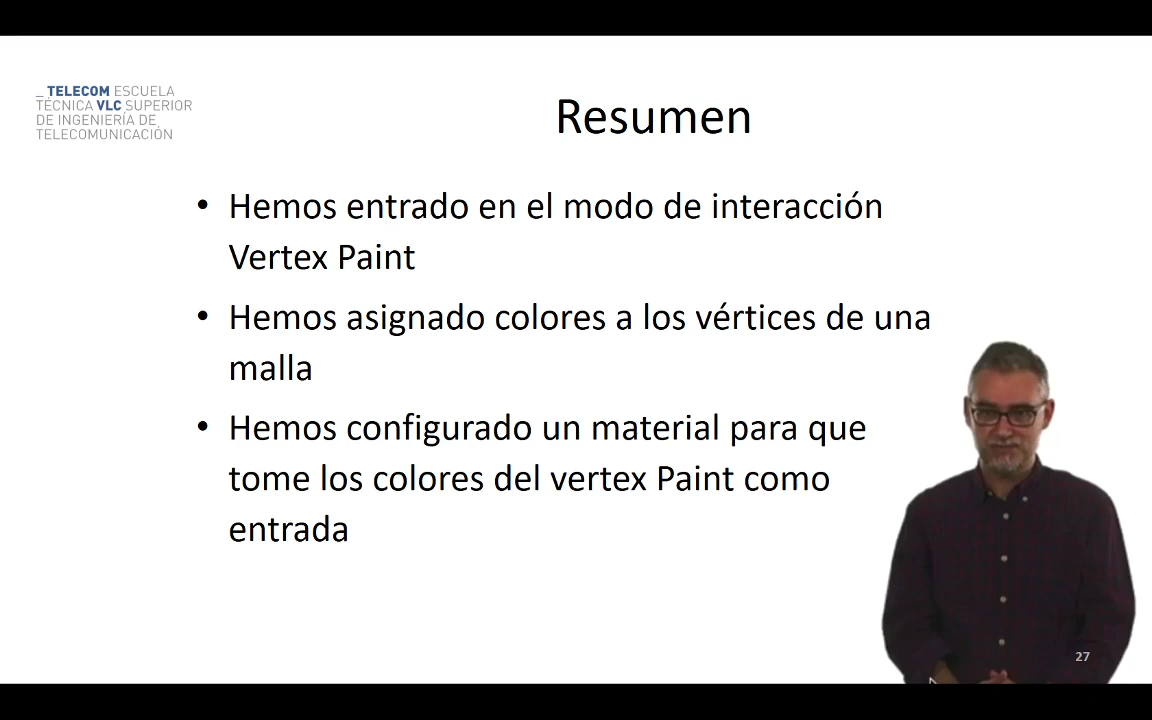 _ TELECOM ESCUELA
TÉCNICA VLC SUPERIOR
DE INGENIERÍA DE
TELECOMUNICACIÓN
Resumen
• Hemos entrado en el modo de interacción
Vertex Paint
• Hemos asignado colores a los vértices de una
malla
• Hemos configurado un material para que
tome los colores del vertex Paint como
entrada
27